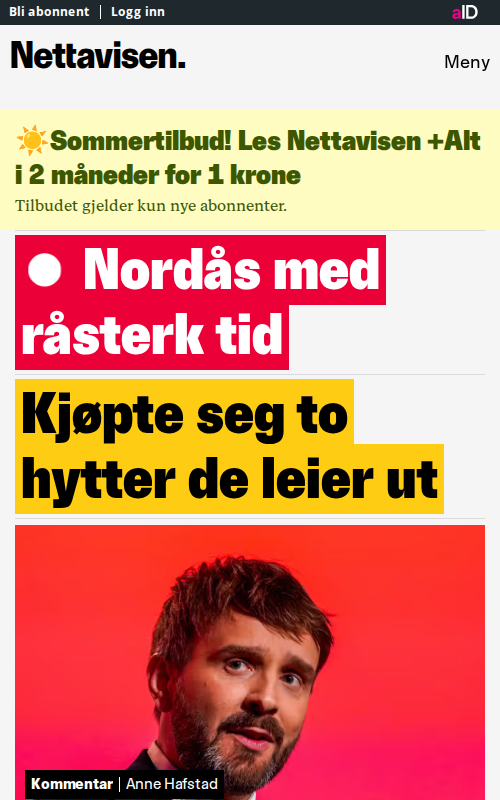 Bli abonnent | Logg inn
aID
Nettavisen.
Meny
☀️Sommertilbud! Les Nettavisen +Alt
i 2 måneder for 1 krone
Tilbudet gjelder kun nye abonnenter.
Nordås med
råsterk tid
Kjøpte seg to
hytter de leier ut
Kommentar | Anne Hafstad